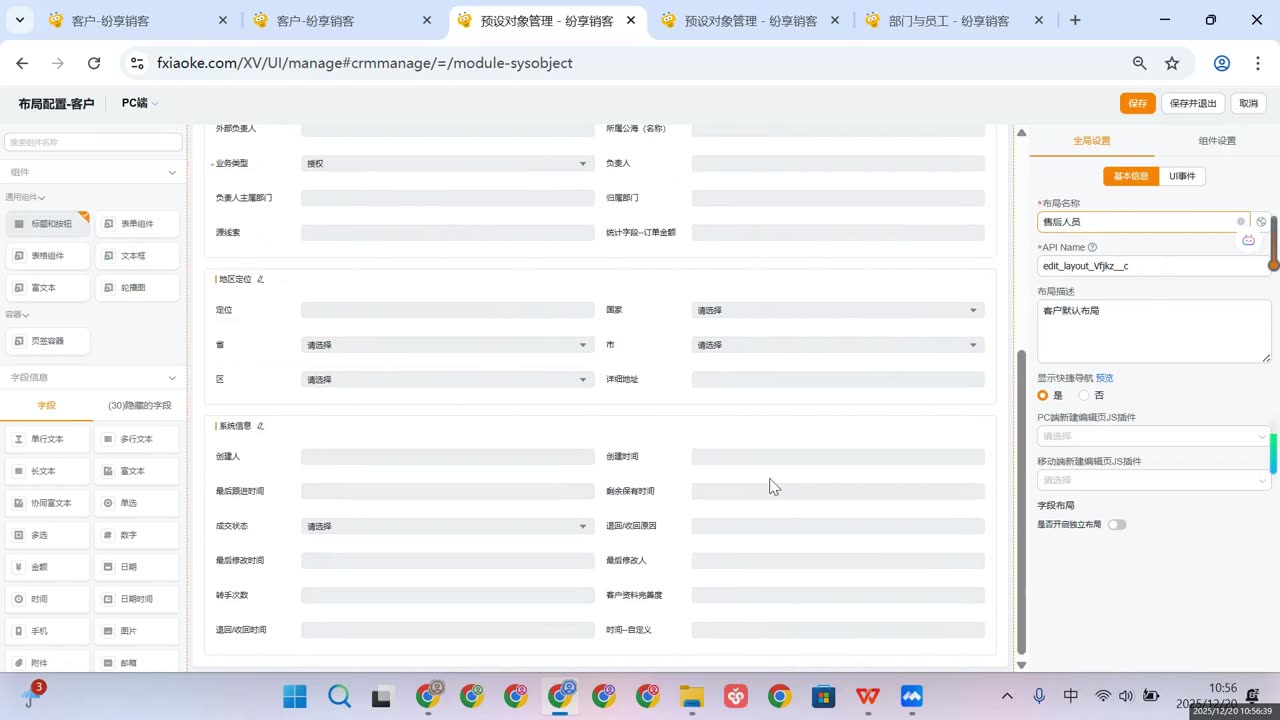 客户-纷享销客
客户-纷享销客
预设对象管理 - 纷享销客
预设对象管理 - 纷享销客
部门与员工 - 纷享销客
fxiaoke.com/XV/UI/manage#crmmanage/=/module-sysobject
布局配置-客户
PC端
保存
保存并退出
取消
搜索组件名称
组件
通用组件
标题和按钮
表单组件
表格组件
文本框
富文本
轮播图
容器
页签容器
字段信息
字段
(30)隐藏的字段
单行文本
多行文本
长文本
富文本
协同富文本
单选
多选
数字
金额
日期
时间
日期时间
手机
图片
附件
邮箱
外部负责人
所属公海（名称）
业务类型
授权
负责人
负责人主属部门
归属部门
源线索
统计字段--订单金额
地区定位
定位
国家
请选择
省
请选择
市
请选择
区
请选择
详细地址
系统信息
创建人
创建时间
最后跟进时间
剩余保有时间
成交状态
请选择
退回/收回原因
最后修改时间
最后修改人
转手次数
客户资料完善度
退回/收回时间
时间--自定义
全局设置
组件设置
基本信息
UI事件
*布局名称
售后人员
*API Name
edit_layout_Vfjkz__c
布局描述
客户默认布局
显示快捷导航 预览
是
否
PC端新建编辑页JS插件
请选择
移动端新建编辑页JS插件
请选择
字段布局
是否开启独立布局
3
中
10:56
2025/12/20
2025/12/20 10:56:39